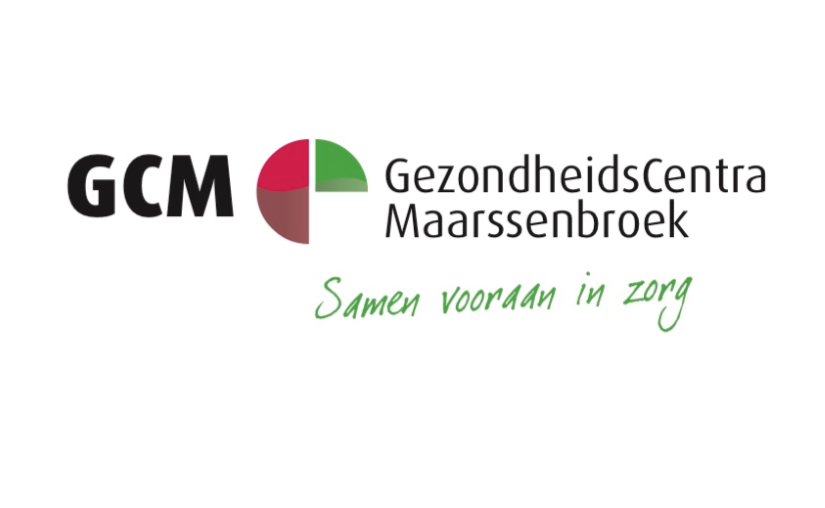 GCM
GezondheidsCentra
Maarssenbroek
Samen vooraan in zorg